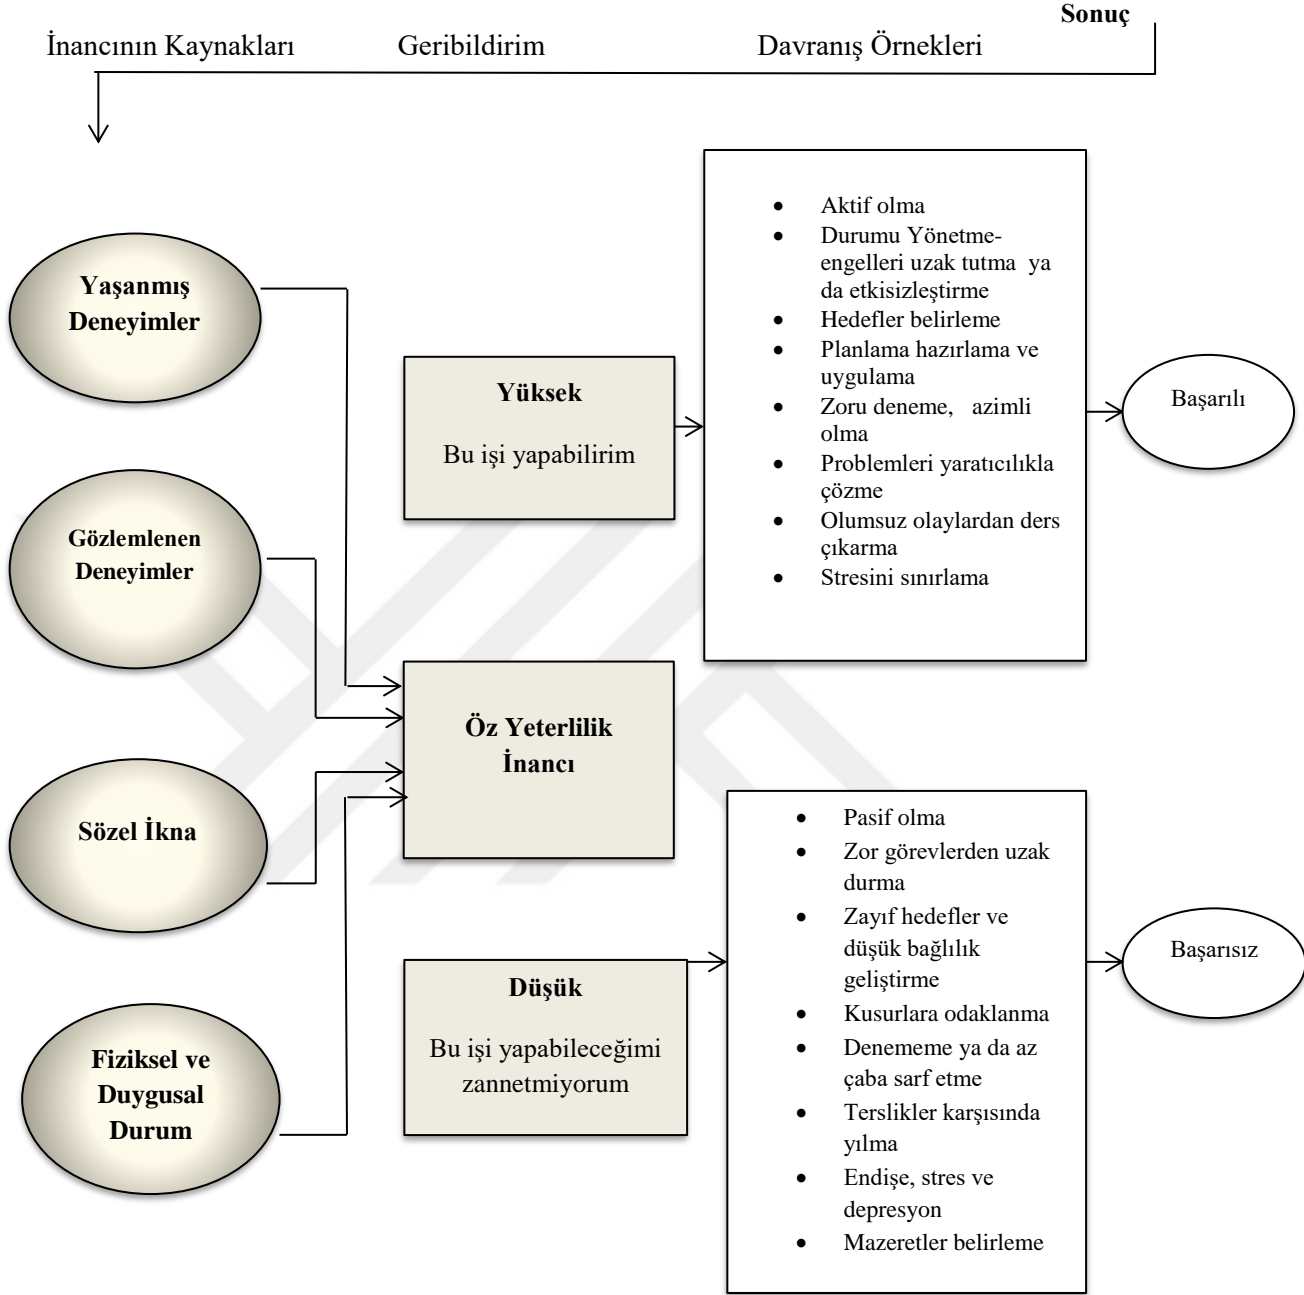 Sonuç
İnancının Kaynakları Geribildirim Davranış Örnekleri
Yaşanmış
Deneyimler
Gözlemlenen
Deneyimler
Sözel İkna
Fiziksel ve
Duygusal
Durum
Yüksek
Bu işi yapabilirim
Öz Yeterlilik
İnancı
Düşük
Bu işi yapabileceğimi
zannetmiyorum
• Aktif olma
• Durumu Yönetme-
engelleri uzak tutma ya
da etkisizleştirme
• Hedefler belirleme
• Planlama hazırlama ve
uygulama
• Zoru deneme, azimli
olma
• Problemleri yaratıcılıkla
çözme
• Olumsuz olaylardan ders
çıkarma
• Stresini sınırlama
Başarılı
• Pasif olma
• Zor görevlerden uzak
durma
• Zayıf hedefler ve
düşük bağlılık
geliştirme
• Kusurlara odaklanma
• Denememe ya da az
çaba sarf etme
• Terslikler karşısında
yılma
• Endişe, stres ve
depresyon
• Mazeretler belirleme
Başarısız